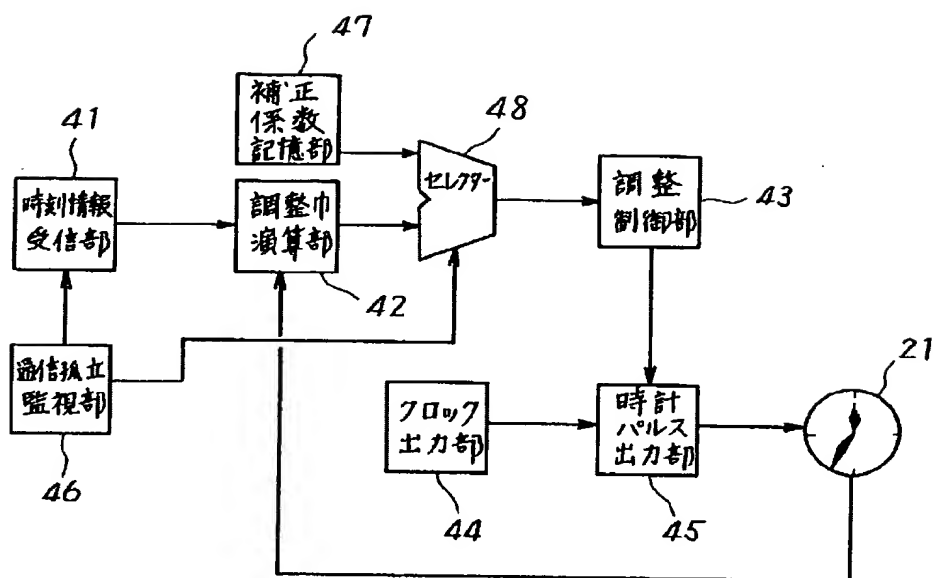 47
補正
係数
記憶部
41
時刻情報
受信部
調整巾
演算部
42
48
セレクター
調整
制御部
43
通信孤立
監視部
46
クロック
出力部
44
時計
パルス
出力部
45
21